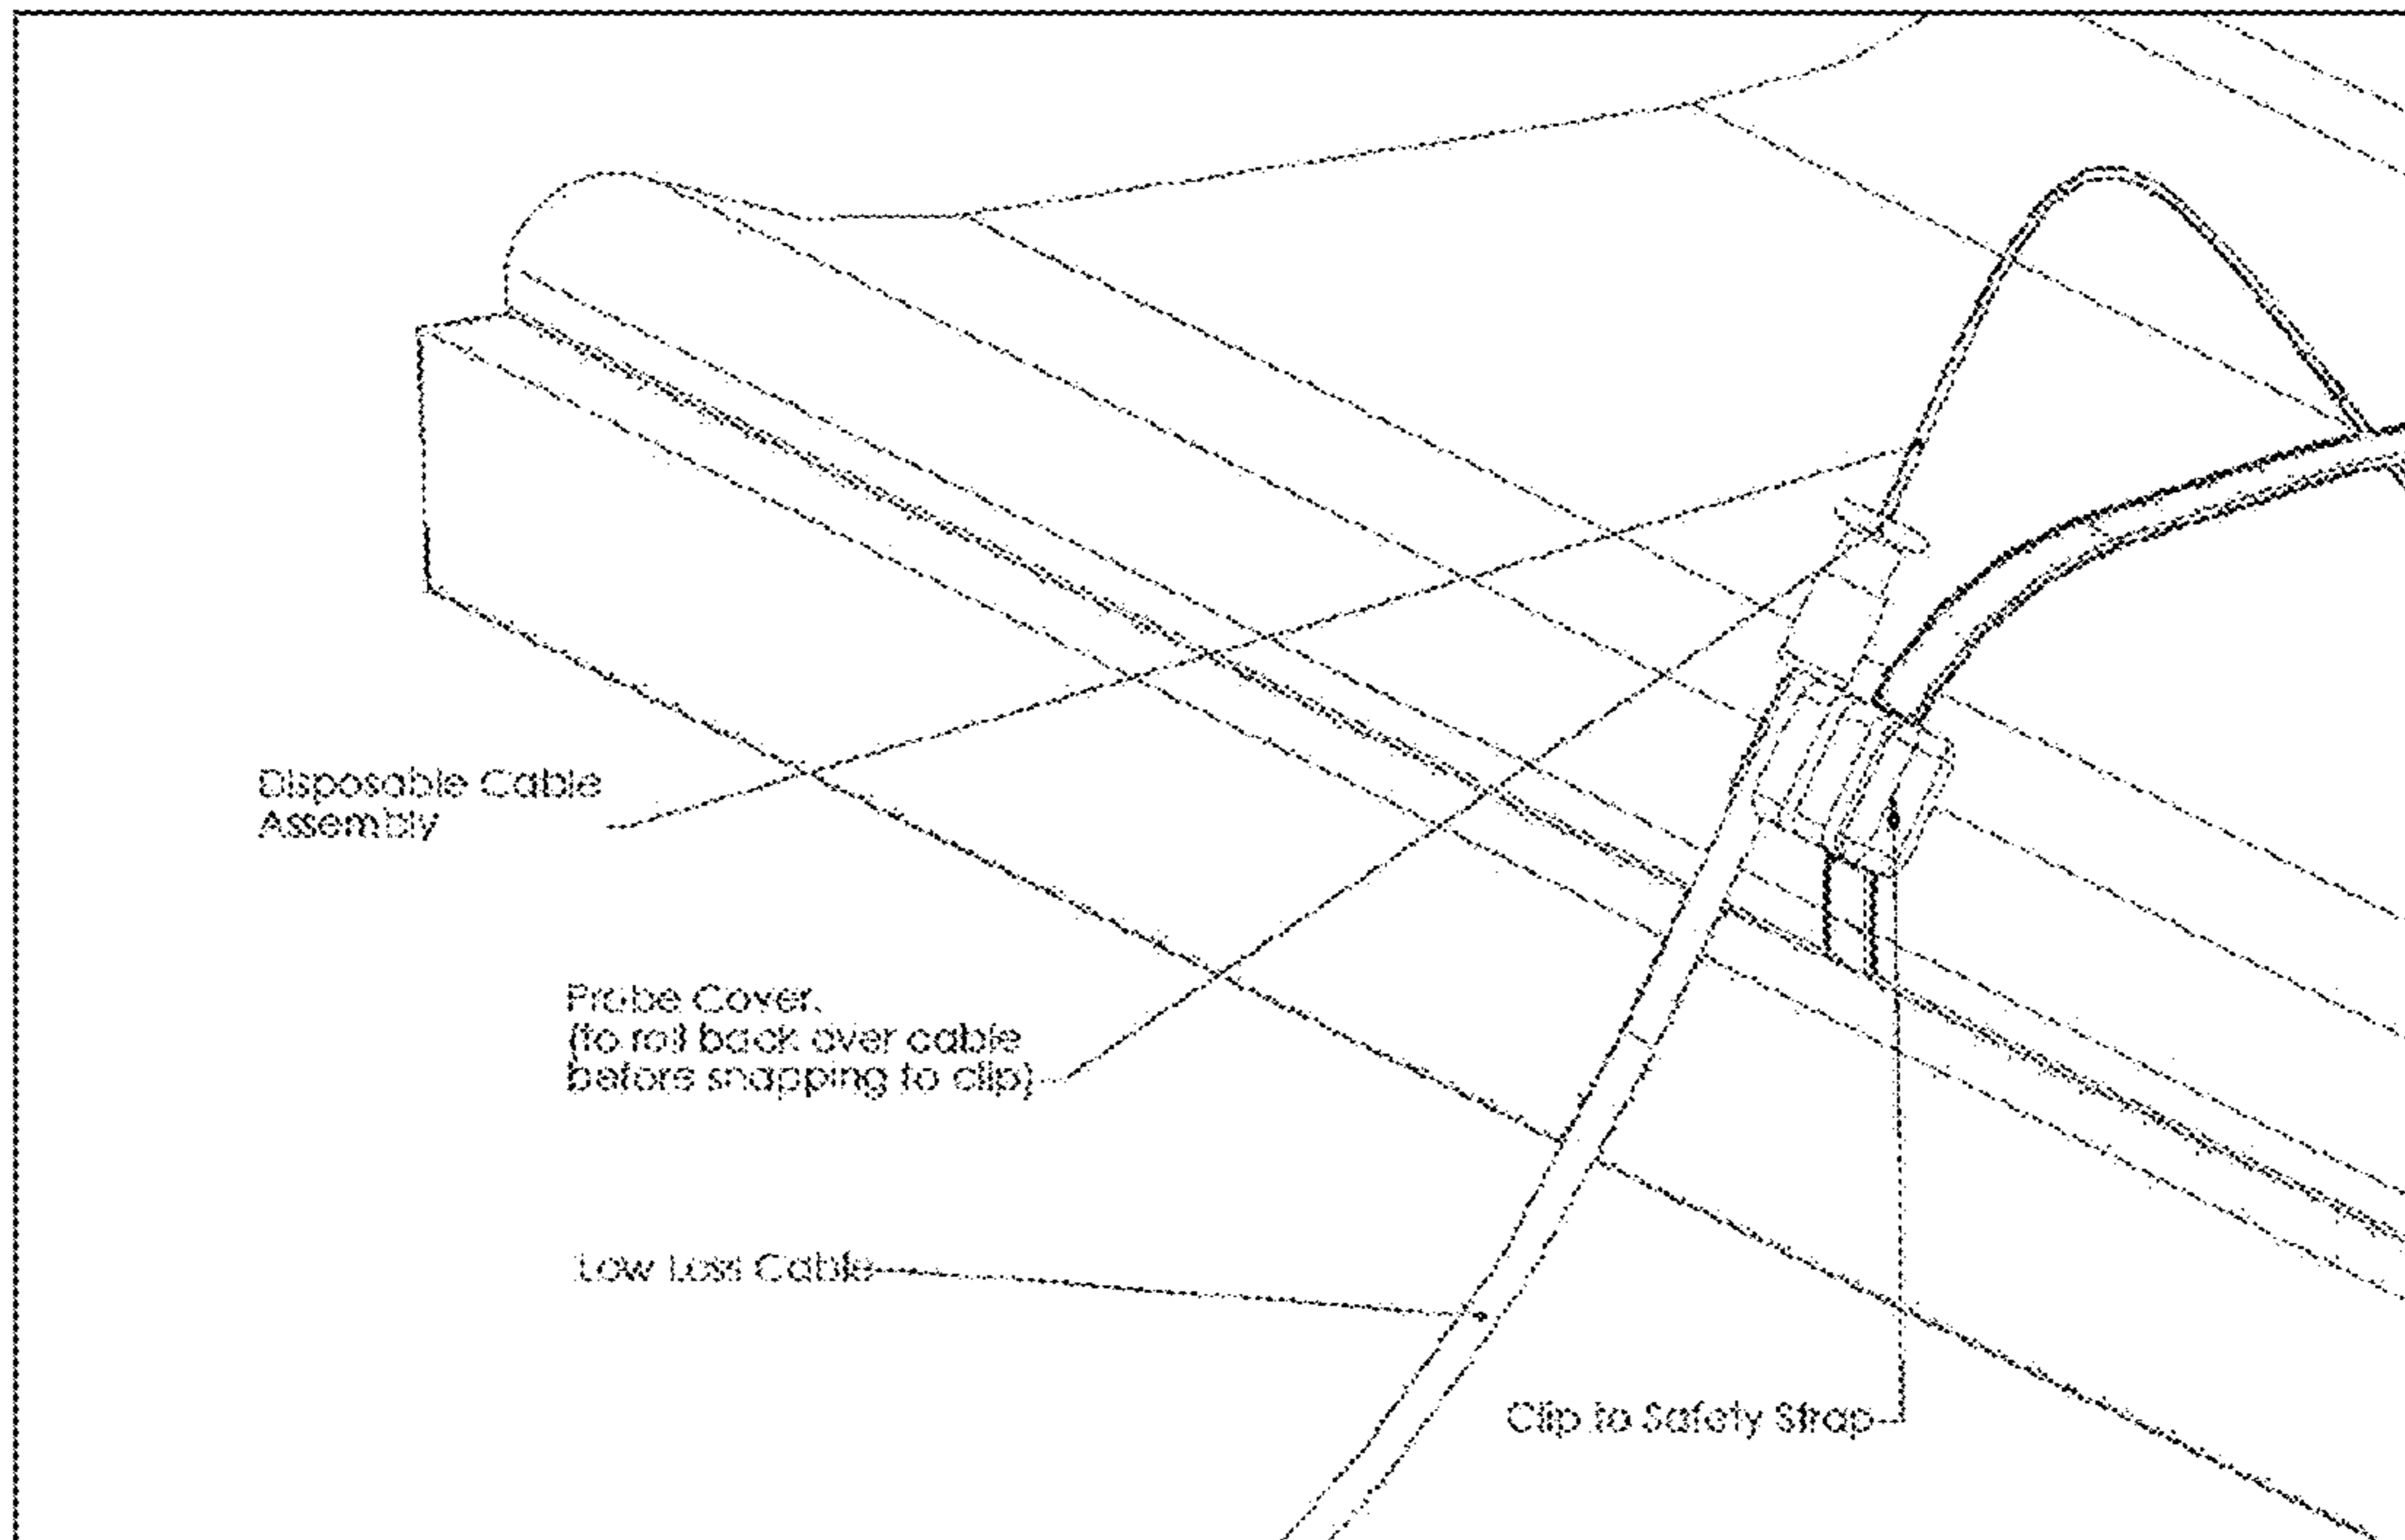 Disposable Cable
Assembly
Probe Cover.
(to roll back over cable
before snapping to clip)
Low Loss Cable
Clip to Safety Strap